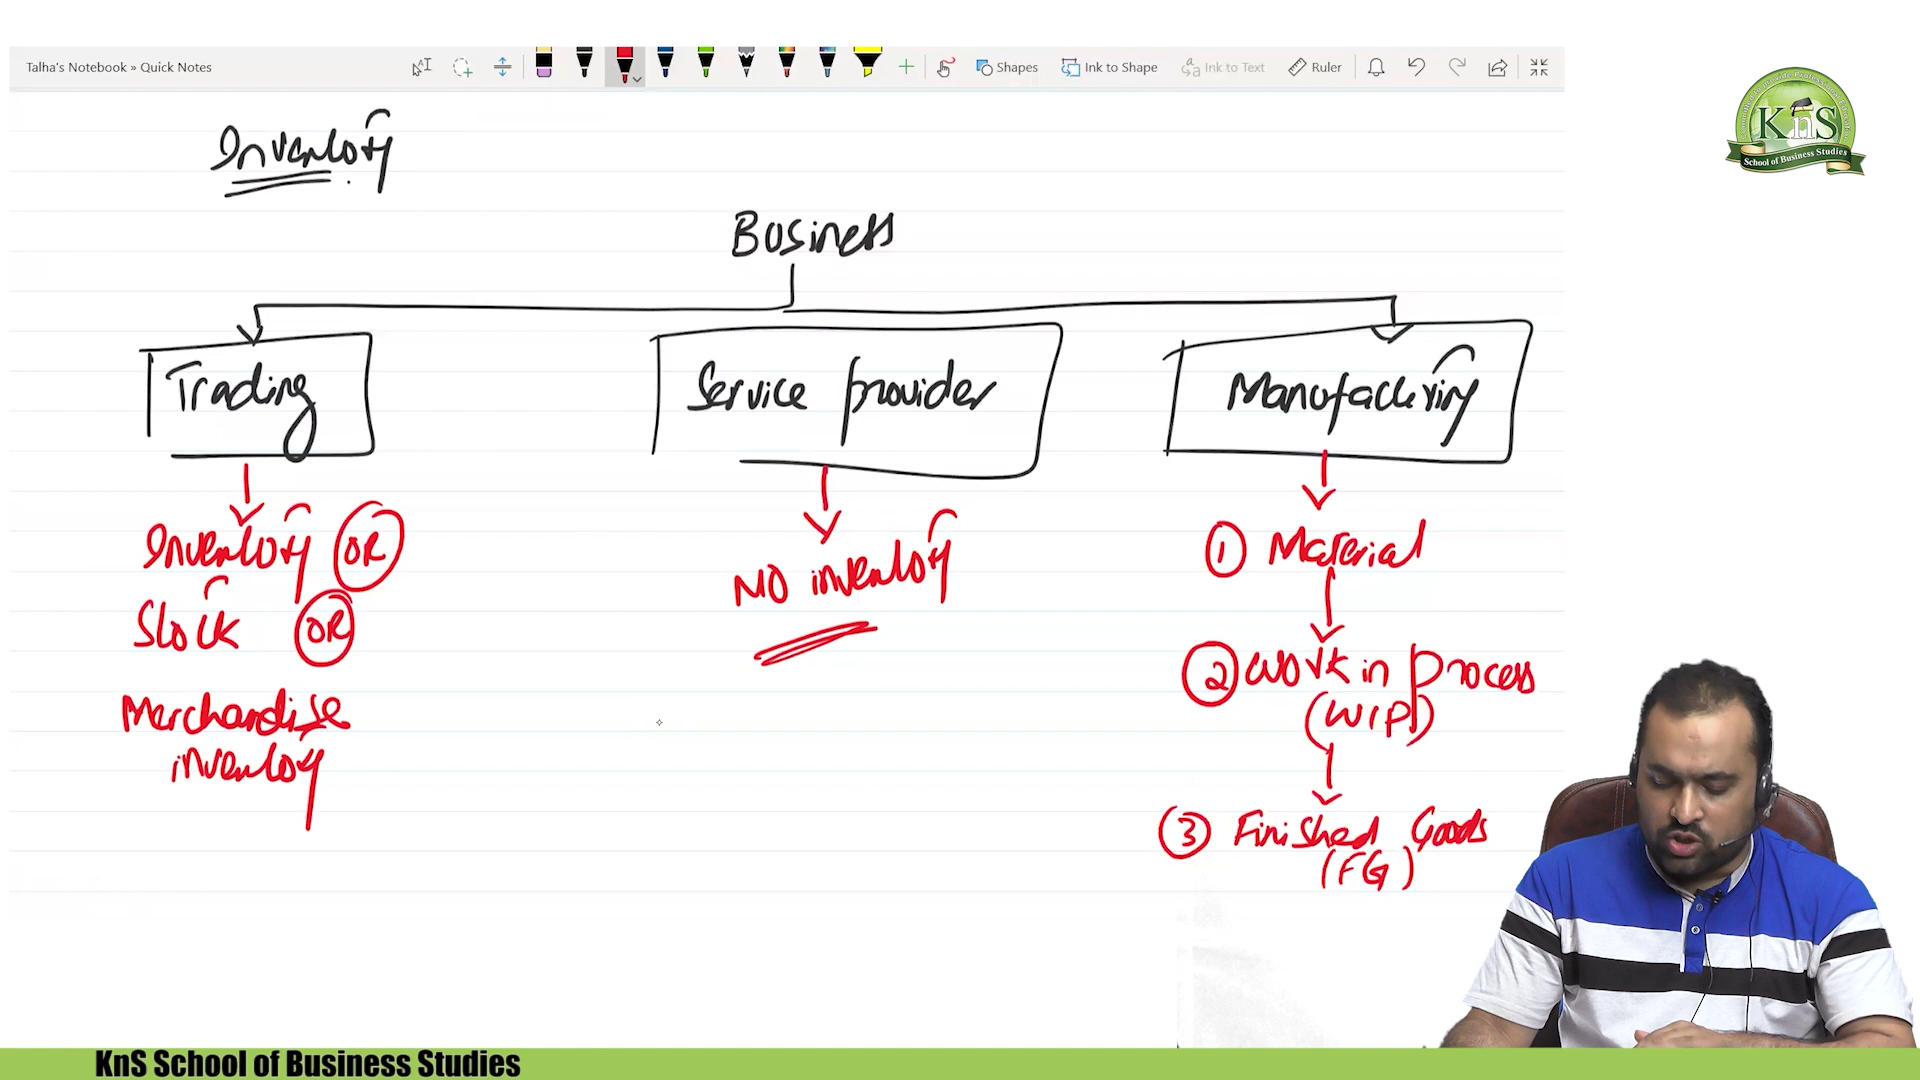 Talha's Notebook » Quick Notes
Shapes
Ink to Shape
Ink to Text
Ruler
KnS
School of Business Studies
Inventory
Business
Trading
Service provider
Manufacturing
Inventory OR
Stock OR
Merchandise
inventory
NO inventory
① Material
② Work in process
(WIP)
③ Finished Goods
(FG)
KnS School of Business Studies